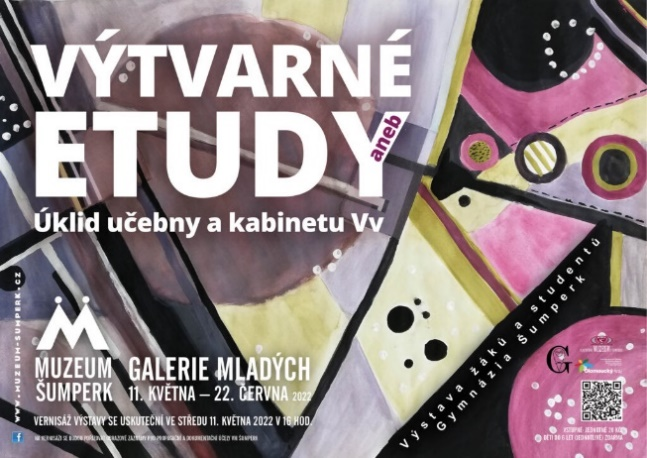 VÝTVARNÉ
ETUDY
aneb
Úklid učebny a kabinetu Vv
WWW.MUZEUM-SUMPERK.CZ
MUZEUM
ŠUMPERK
GALERIE MLADÝCH
11. KVĚTNA – 22. ČERVNA 2022
VERNISÁŽ VÝSTAVY SE USKUTEČNÍ VE STŘEDU 11. KVĚTNA 2022 V 16 HOD.
Výstava žáků a studentů
Gymnázia Šumperk
G